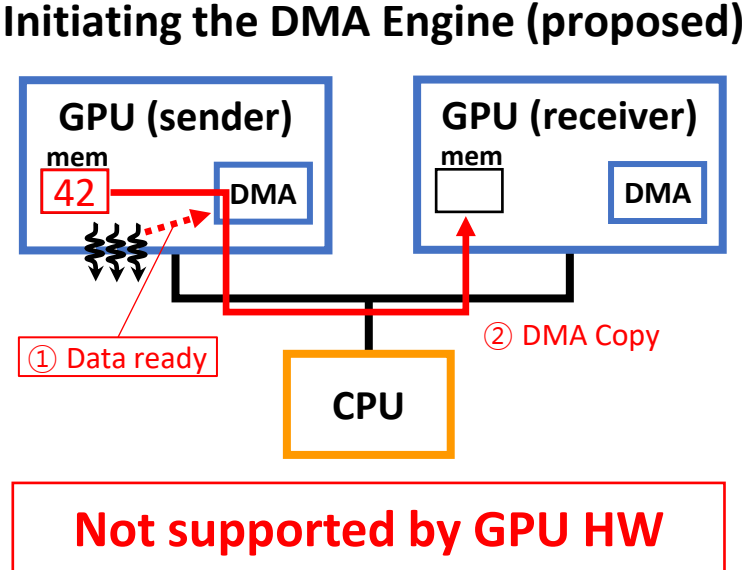 Initiating the DMA Engine (proposed)
GPU (sender)
mem
42
DMA
GPU (receiver)
mem
DMA
① Data ready
② DMA Copy
CPU
Not supported by GPU HW